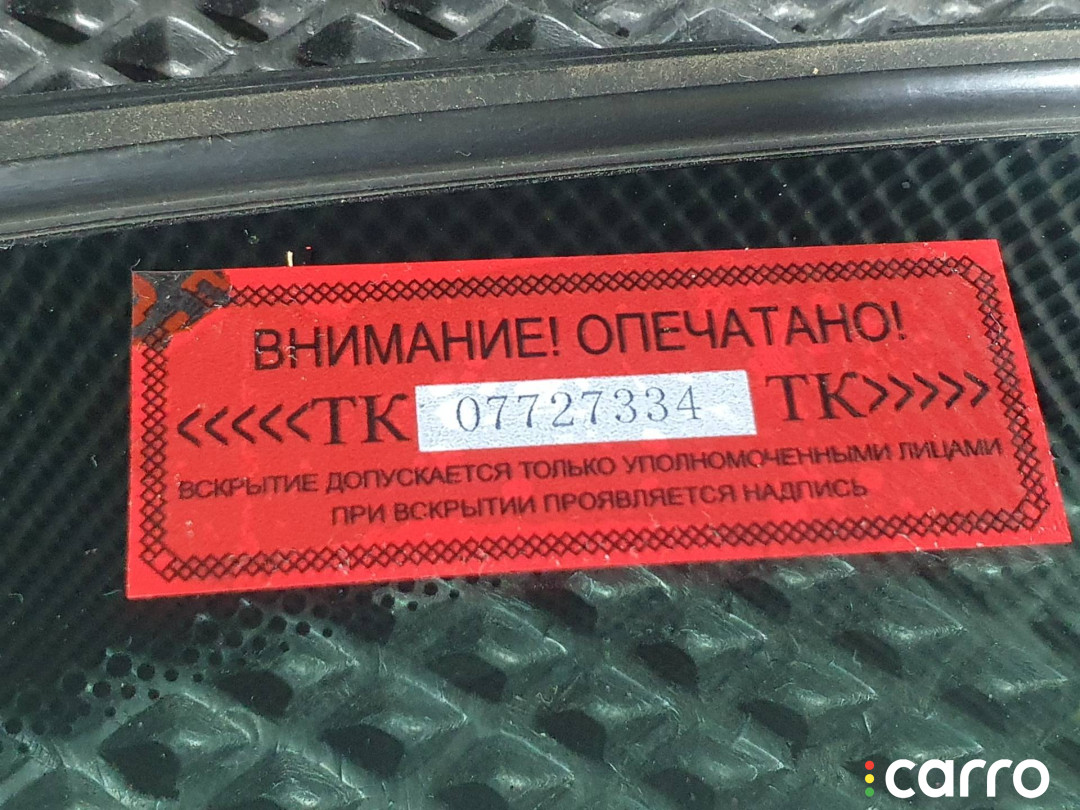 ВНИМАНИЕ! ОПЕЧАТАНО!
<<<<<ТК 07727334 ТК>>>>>
ВСКРЫТИЕ ДОПУСКАЕТСЯ ТОЛЬКО УПОЛНОМОЧЕННЫМИ ЛИЦАМИ
ПРИ ВСКРЫТИИ ПРОЯВЛЯЕТСЯ НАДПИСЬ
carro